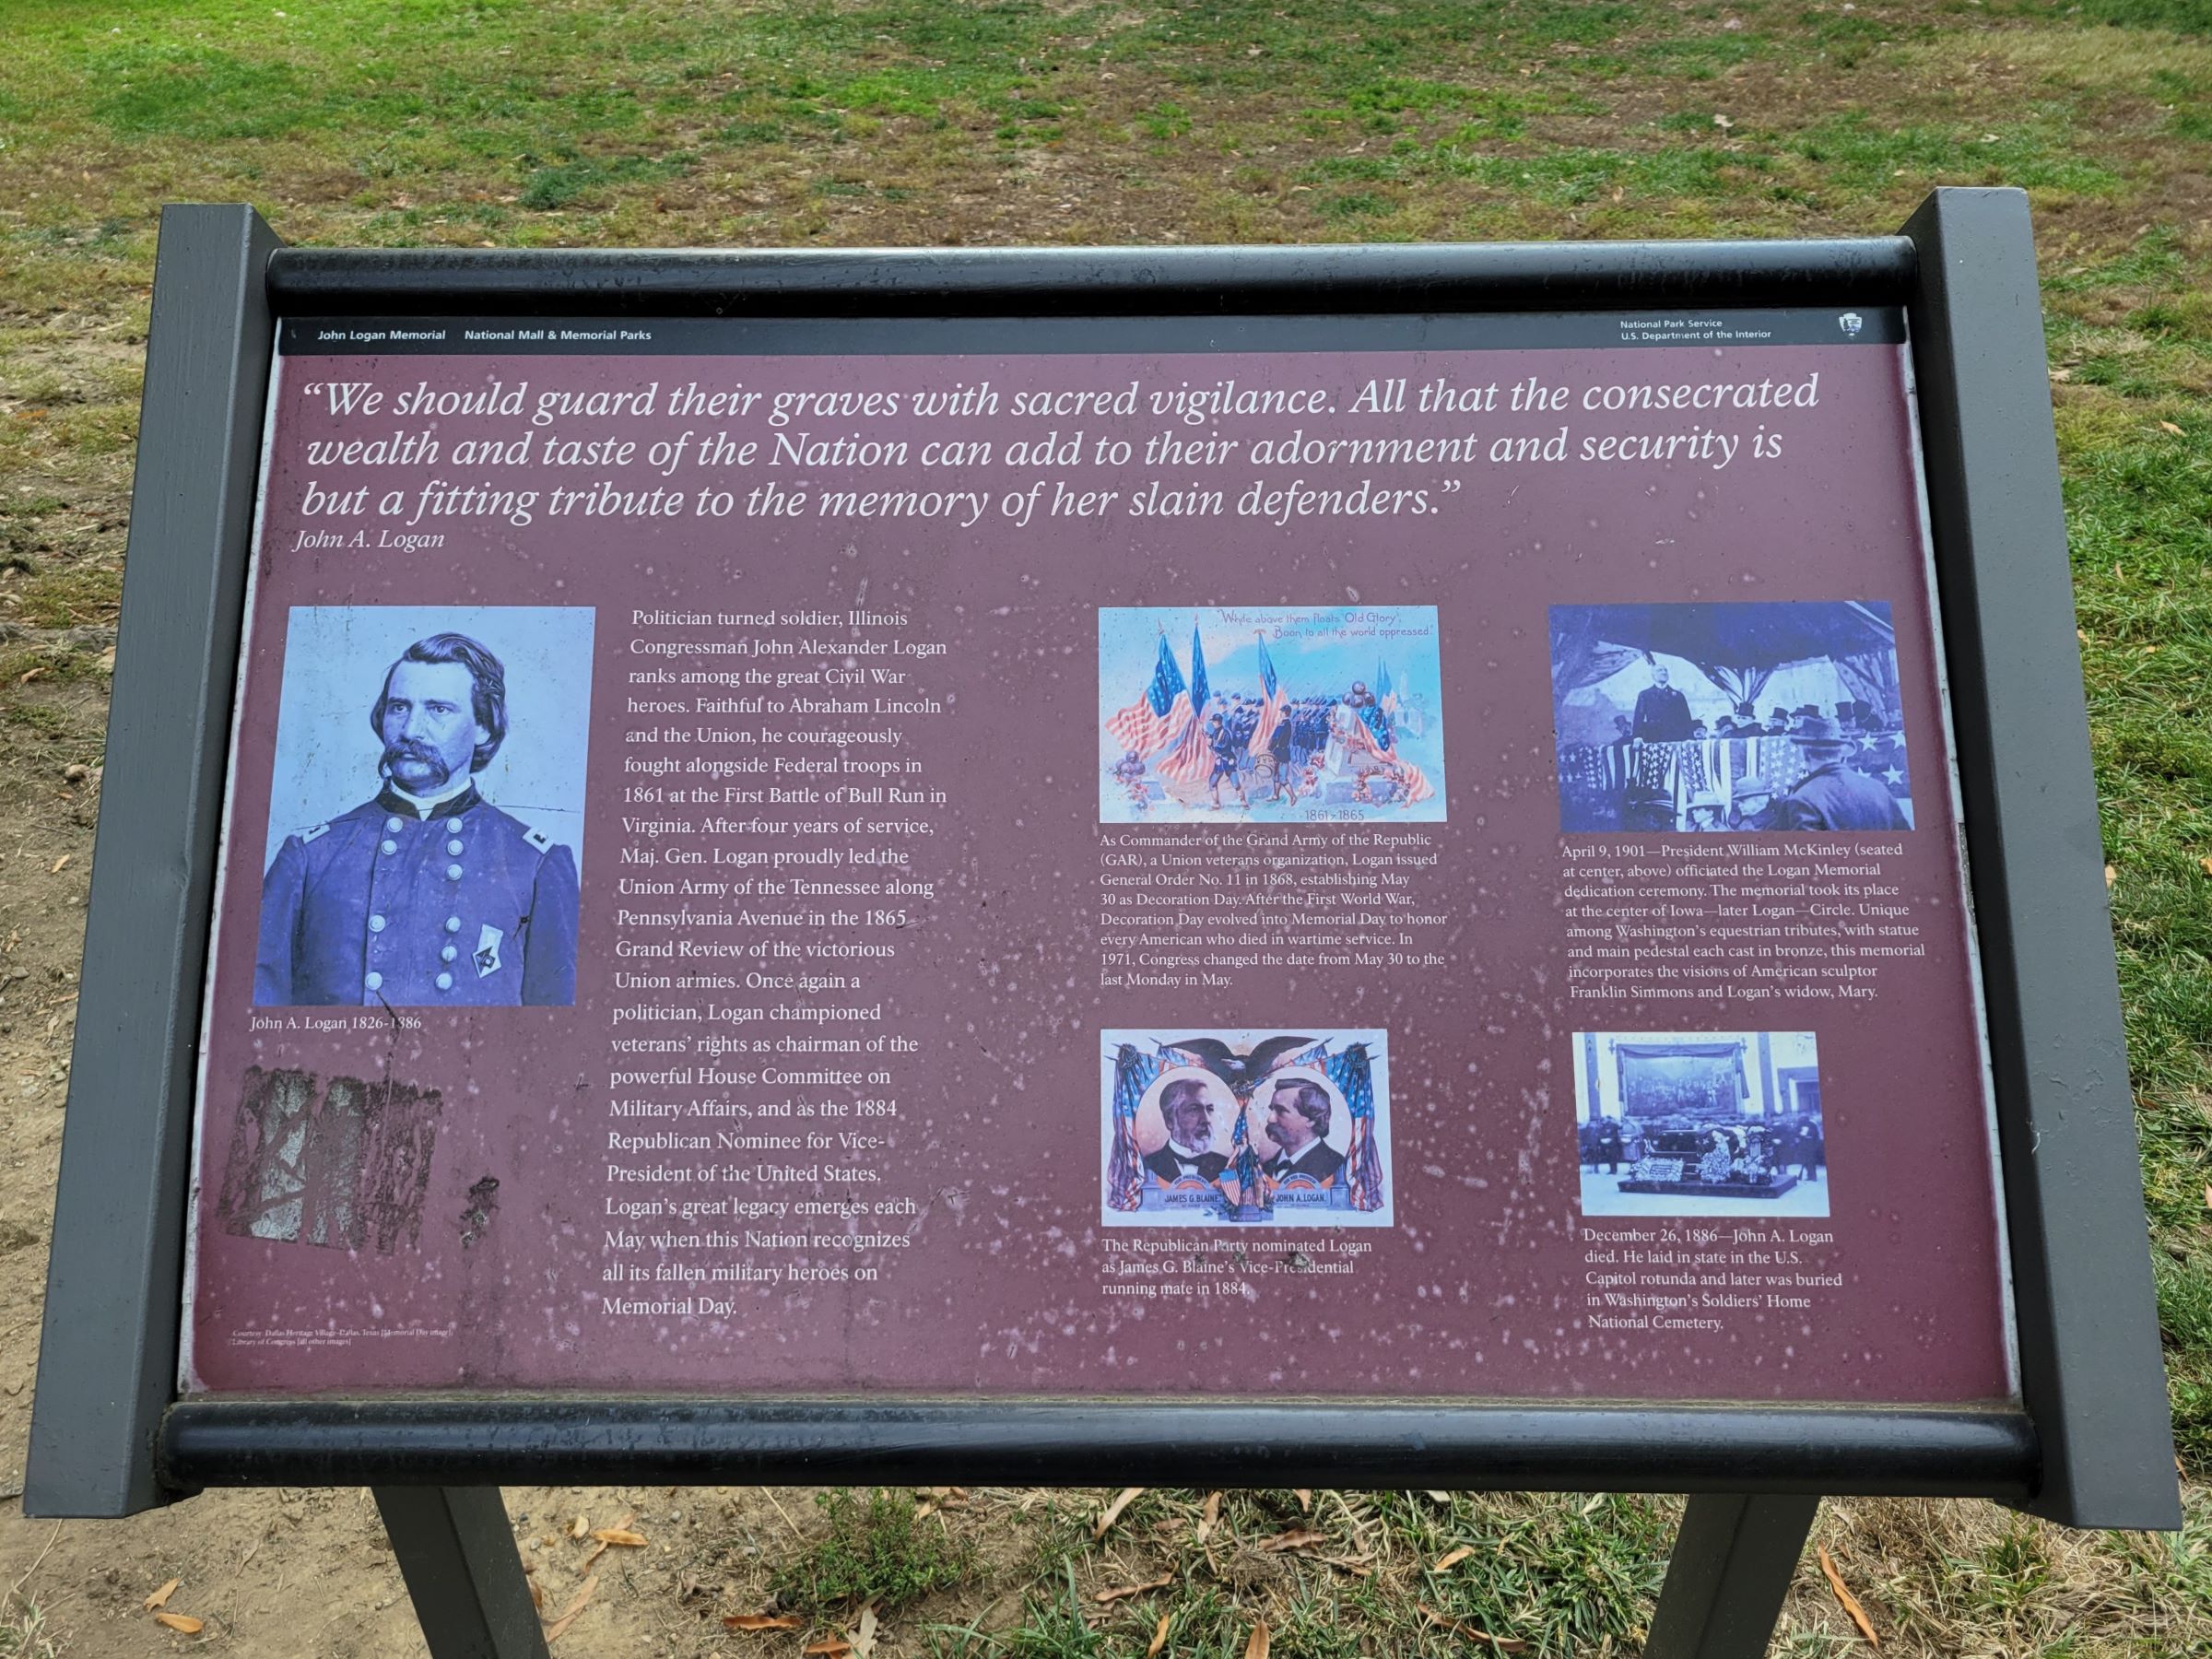 John Logan Memorial National Mall & Memorial Parks
National Park Service
U.S. Department of the Interior
“We should guard their graves with sacred vigilance. All that the consecrated
wealth and taste of the Nation can add to their adornment and security is
but a fitting tribute to the memory of her slain defenders.”
John A. Logan
John A. Logan 1826-1886
Politician turned soldier, Illinois
Congressman John Alexander Logan
ranks among the great Civil War
heroes. Faithful to Abraham Lincoln
and the Union, he courageously
fought alongside Federal troops in
1861 at the First Battle of Bull Run in
Virginia. After four years of service,
Maj. Gen. Logan proudly led the
Union Army of the Tennessee along
Pennsylvania Avenue in the 1865
Grand Review of the victorious
Union armies. Once again a
politician, Logan championed
veterans’ rights as chairman of the
powerful House Committee on
Military Affairs, and as the 1884
Republican Nominee for Vice-
President of the United States.
Logan’s great legacy emerges each
May when this Nation recognizes
all its fallen military heroes on
Memorial Day.
Courtesy: Dallas Heritage Village-Dallas, Texas [Memorial Day image];
Library of Congress [all other images]
"While above them floats "Old Glory",
Boon to all the world oppressed."
1861-1865
As Commander of the Grand Army of the Republic
(GAR), a Union veterans organization, Logan issued
General Order No. 11 in 1868, establishing May
30 as Decoration Day. After the First World War,
Decoration Day evolved into Memorial Day to honor
every American who died in wartime service. In
1971, Congress changed the date from May 30 to the
last Monday in May.
JAMES G. BLAINE
JOHN A. LOGAN.
The Republican Party nominated Logan
as James G. Blaine’s Vice-Presidential
running mate in 1884.
April 9, 1901—President William McKinley (seated
at center, above) officiated the Logan Memorial
dedication ceremony. The memorial took its place
at the center of Iowa—later Logan—Circle. Unique
among Washington’s equestrian tributes, with statue
and main pedestal each cast in bronze, this memorial
incorporates the visions of American sculptor
Franklin Simmons and Logan’s widow, Mary.
December 26, 1886—John A. Logan
died. He laid in state in the U.S.
Capitol rotunda and later was buried
in Washington’s Soldiers’ Home
National Cemetery.